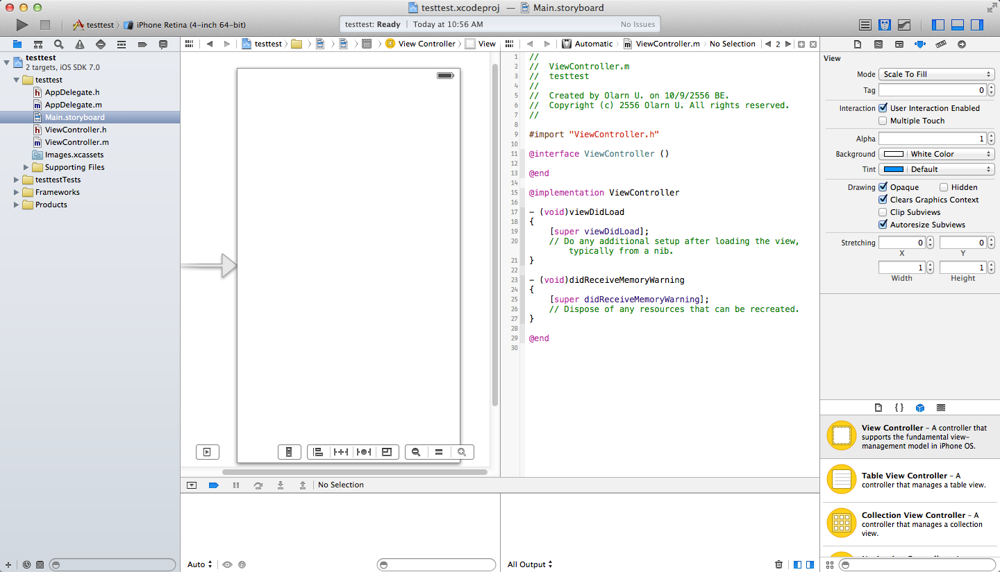 testtest.xcodeproj — Main.storyboard
testtest iPhone Retina (4-inch 64-bit)
testtest: Ready Today at 10:56 AM No Issues
testtest View Controller View
Automatic ViewController.m No Selection 2
testtest
2 targets, iOS SDK 7.0
testtest
AppDelegate.h
AppDelegate.m
Main.storyboard
ViewController.h
ViewController.m
Images.xcassets
Supporting Files
testtestTests
Frameworks
Products
1 //
2 // ViewController.m
3 // testtest
4 //
5 // Created by Olarn U. on 10/9/2556 BE.
6 // Copyright (c) 2556 Olarn U. All rights reserved.
7 //
8
9 #import "ViewController.h"
10
11 @interface ViewController ()
12
13 @end
14
15 @implementation ViewController
16
17 - (void)viewDidLoad
18 {
19 [super viewDidLoad];
20 // Do any additional setup after loading the view,
typically from a nib.
21 }
22
23 - (void)didReceiveMemoryWarning
24 {
25 [super didReceiveMemoryWarning];
26 // Dispose of any resources that can be recreated.
27 }
28
29 @end
30
View
Mode Scale To Fill
Tag 0
Interaction User Interaction Enabled
Multiple Touch
Alpha 1
Background White Color
Tint Default
Drawing Opaque Hidden
Clears Graphics Context
Clip Subviews
Autoresize Subviews
Stretching 0 0
X Y
1 1
Width Height
View Controller – A controller that
supports the fundamental view-
management model in iPhone OS.
Table View Controller – A
controller that manages a table view.
Collection View Controller – A
controller that manages a collection
view.
No Selection
Auto
All Output